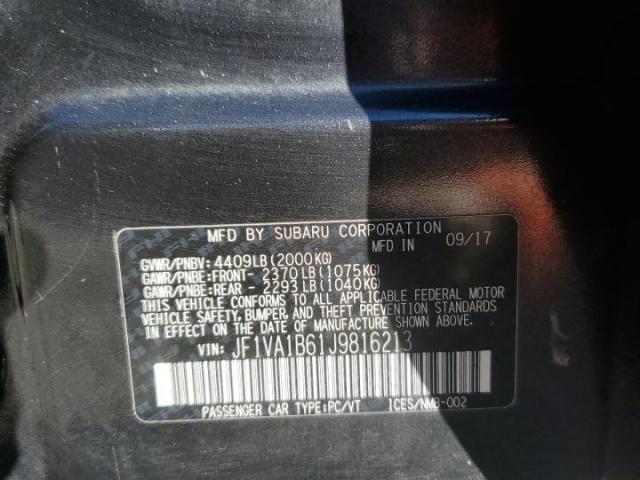 MFD BY SUBARU CORPORATION
MFD IN 09/17
GVWR/PNBV: 4409LB(2000KG)
GAWR/PNBE:FRONT- 2370LB(1075KG)
GAWR/PNBE:REAR - 2293LB(1040KG)
THIS VEHICLE CONFORMS TO ALL APPLICABLE FEDERAL MOTOR
VEHICLE SAFETY, BUMPER, AND THEFT PREVENTION STANDARDS
IN EFFECT ON THE DATE OF MANUFACTURE SHOWN ABOVE.
VIN: JF1VA1B61J9816213
PASSENGER CAR TYPE:PC/VT ICES/NMB-002